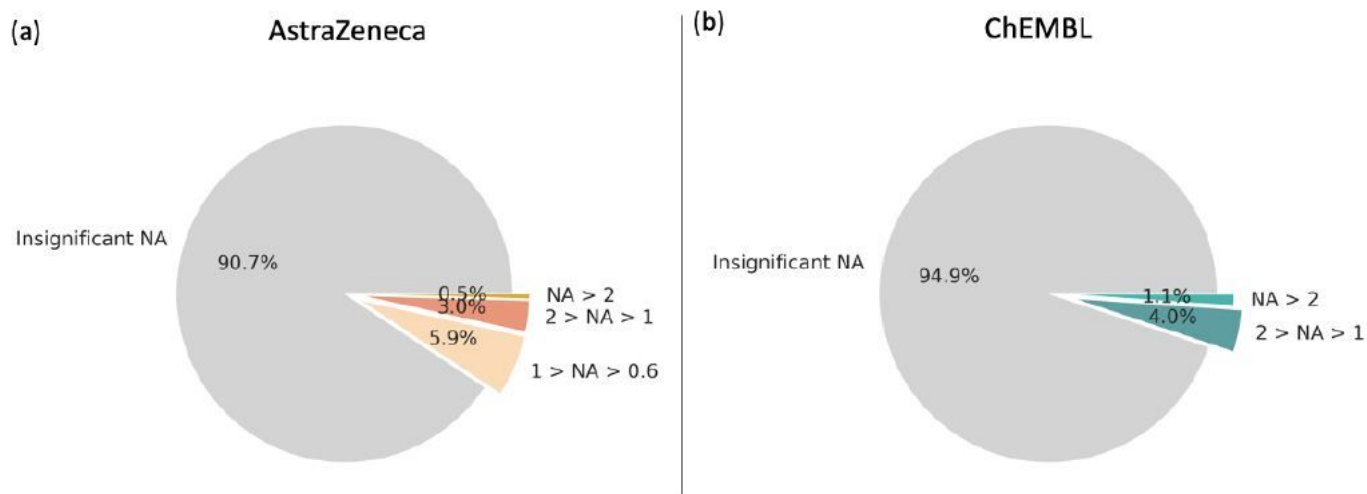 (a)
AstraZeneca
Insignificant NA
90.7%
0.5%
NA > 2
3.0%
2 > NA > 1
5.9%
1 > NA > 0.6
(b)
ChEMBL
Insignificant NA
94.9%
1.1%
NA > 2
4.0%
2 > NA > 1